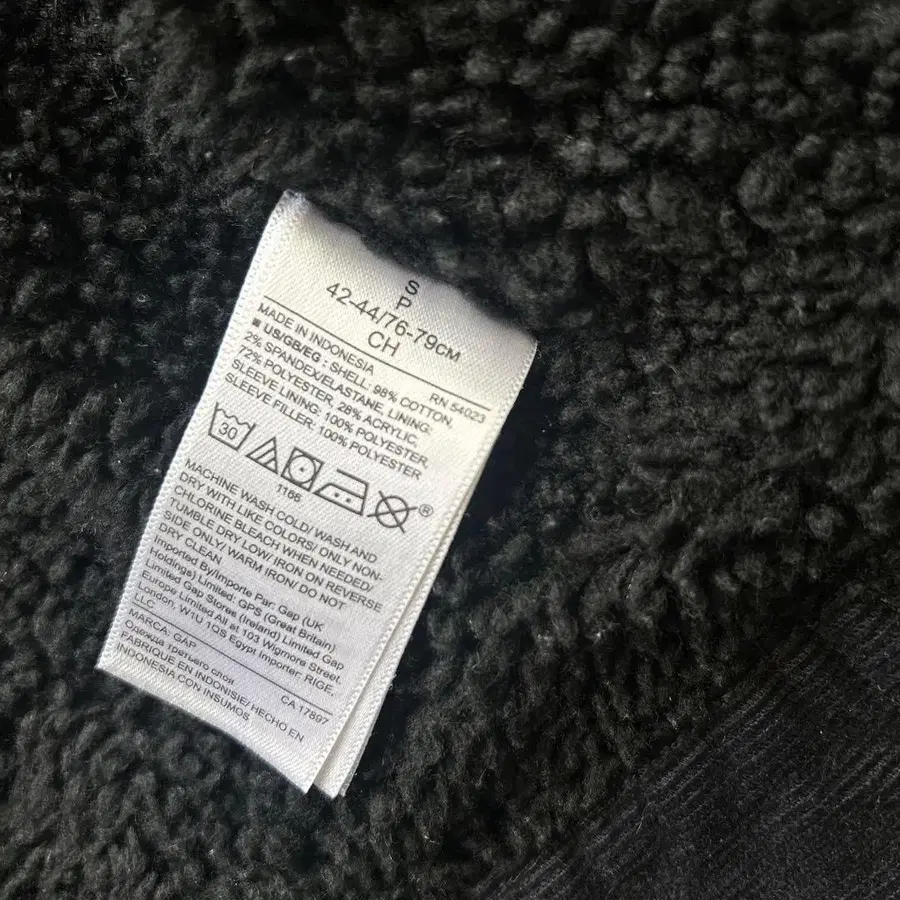 S
P
42-44/76-79CM
CH
MADE IN INDONESIA
RN 54023
■ US/GB/EG : SHELL: 98% COTTON,
2% SPANDEX/ELASTANE, LINING:
72% POLYESTER, 28% ACRYLIC,
SLEEVE LINING: 100% POLYESTER,
SLEEVE FILLER: 100% POLYESTER
30
1168
®
MACHINE WASH COLD/ WASH AND
DRY WITH LIKE COLORS/ ONLY NON-
CHLORINE BLEACH WHEN NEEDED/
TUMBLE DRY LOW/ IRON ON REVERSE
SIDE ONLY/ WARM IRON/ DO NOT
DRY CLEAN
Imported By/Importe Par: Gap (UK
Holdings) Limited: GPS (Great Britain)
Limited Gap Stores (Ireland) Limited Gap
Europe Limited All at 103 Wigmore Street.
London, W1U 1QS Egypt Importer: RIGE,
LLC.
MARCA: GAP
CA 17897
Одежда третьего слоя
FABRIQUE EN INDONISIE/ HECHO EN
INDONESIA CON INSUMOS